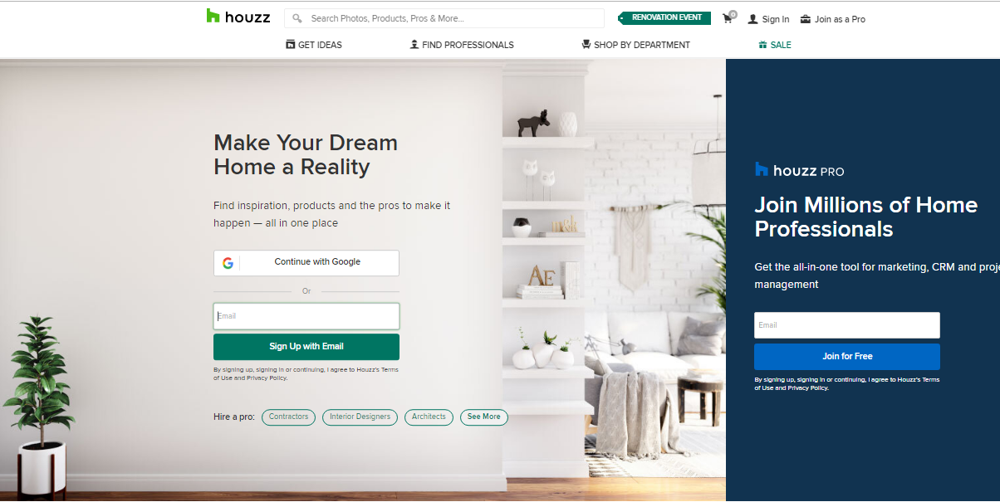 houzz
Search Photos, Products, Pros & More...
RENOVATION EVENT
0
Sign In
Join as a Pro
GET IDEAS
FIND PROFESSIONALS
SHOP BY DEPARTMENT
SALE
Make Your Dream
Home a Reality
Find inspiration, products and the pros to make it
happen — all in one place
Continue with Google
Or
Email
Sign Up with Email
By signing up, signing in or continuing, I agree to Houzz's Terms
of Use and Privacy Policy.
Hire a pro:
Contractors
Interior Designers
Architects
See More
AE
houzz PRO
Join Millions of Home
Professionals
Get the all-in-one tool for marketing, CRM and proje
management
Email
Join for Free
By signing up, signing in or continuing, I agree to Houzz's Terms
of Use and Privacy Policy.